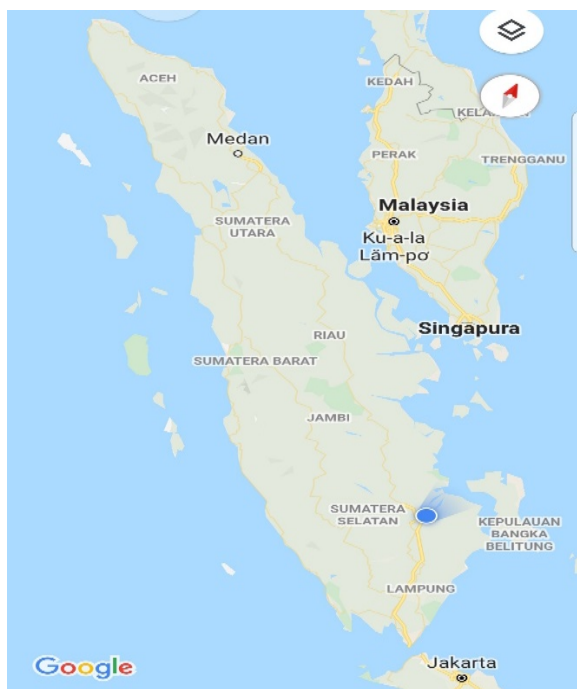 ACEH
KEDAH
KELA
Medan
PERAK
TRENGGANU
Malaysia
SUMATERA
UTARA
Ku-a-la
Lăm-pơ
RIAU
Singapura
SUMATERA BARAT
JAMBI
SUMATERA
SELATAN
KEPULAUAN
BANGKA
BELITUNG
LAMPUNG
Google
Jakarta